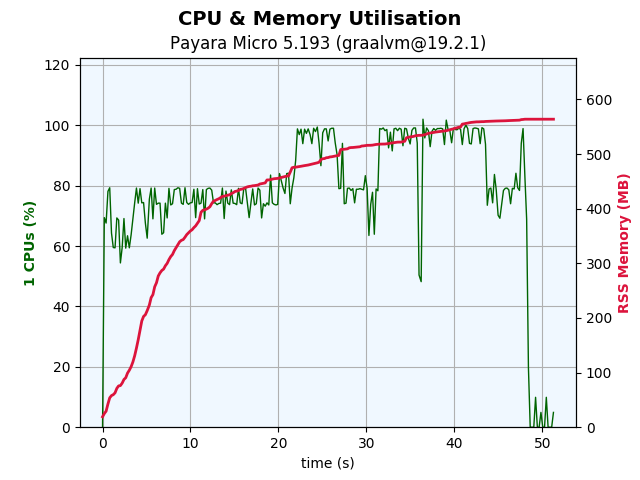 CPU & Memory Utilisation
Payara Micro 5.193 (graalvm@19.2.1)
120
100
80
60
40
20
0
1 CPUs (%)
600
500
400
300
200
100
0
RSS Memory (MB)
0 10 20 30 40 50
time (s)